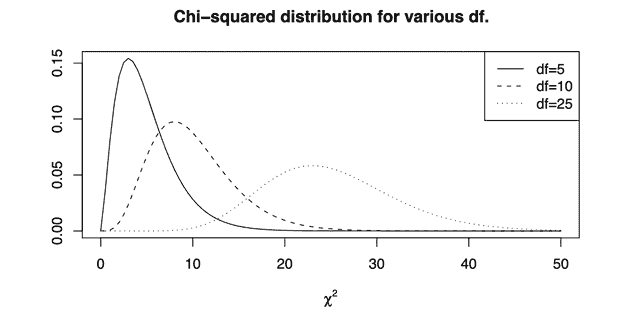 Chi−squared distribution for various df.
0.15
0.10
0.05
0.00
df=5
df=10
df=25
0 10 20 30 40 50
χ²